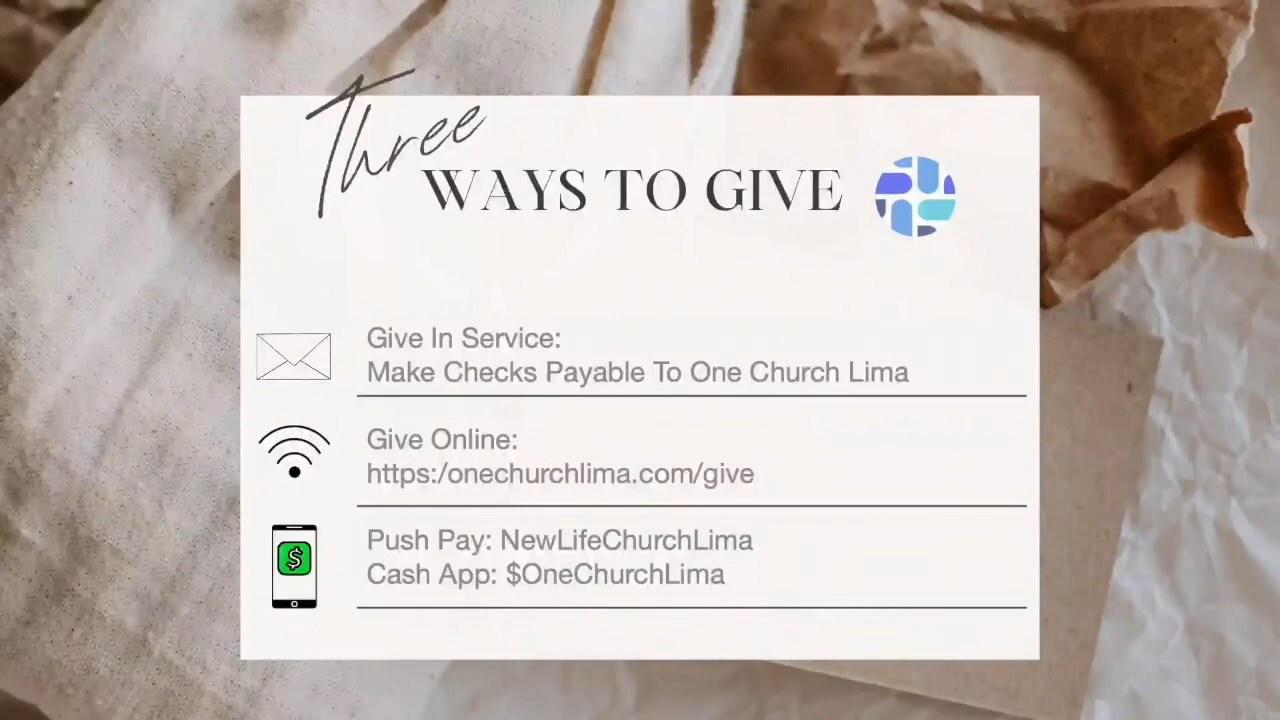 Three
WAYS TO GIVE
Give In Service:
Make Checks Payable To One Church Lima
Give Online:
https:/onechurchlima.com/give
$
Push Pay: NewLifeChurchLima
Cash App: $OneChurchLima